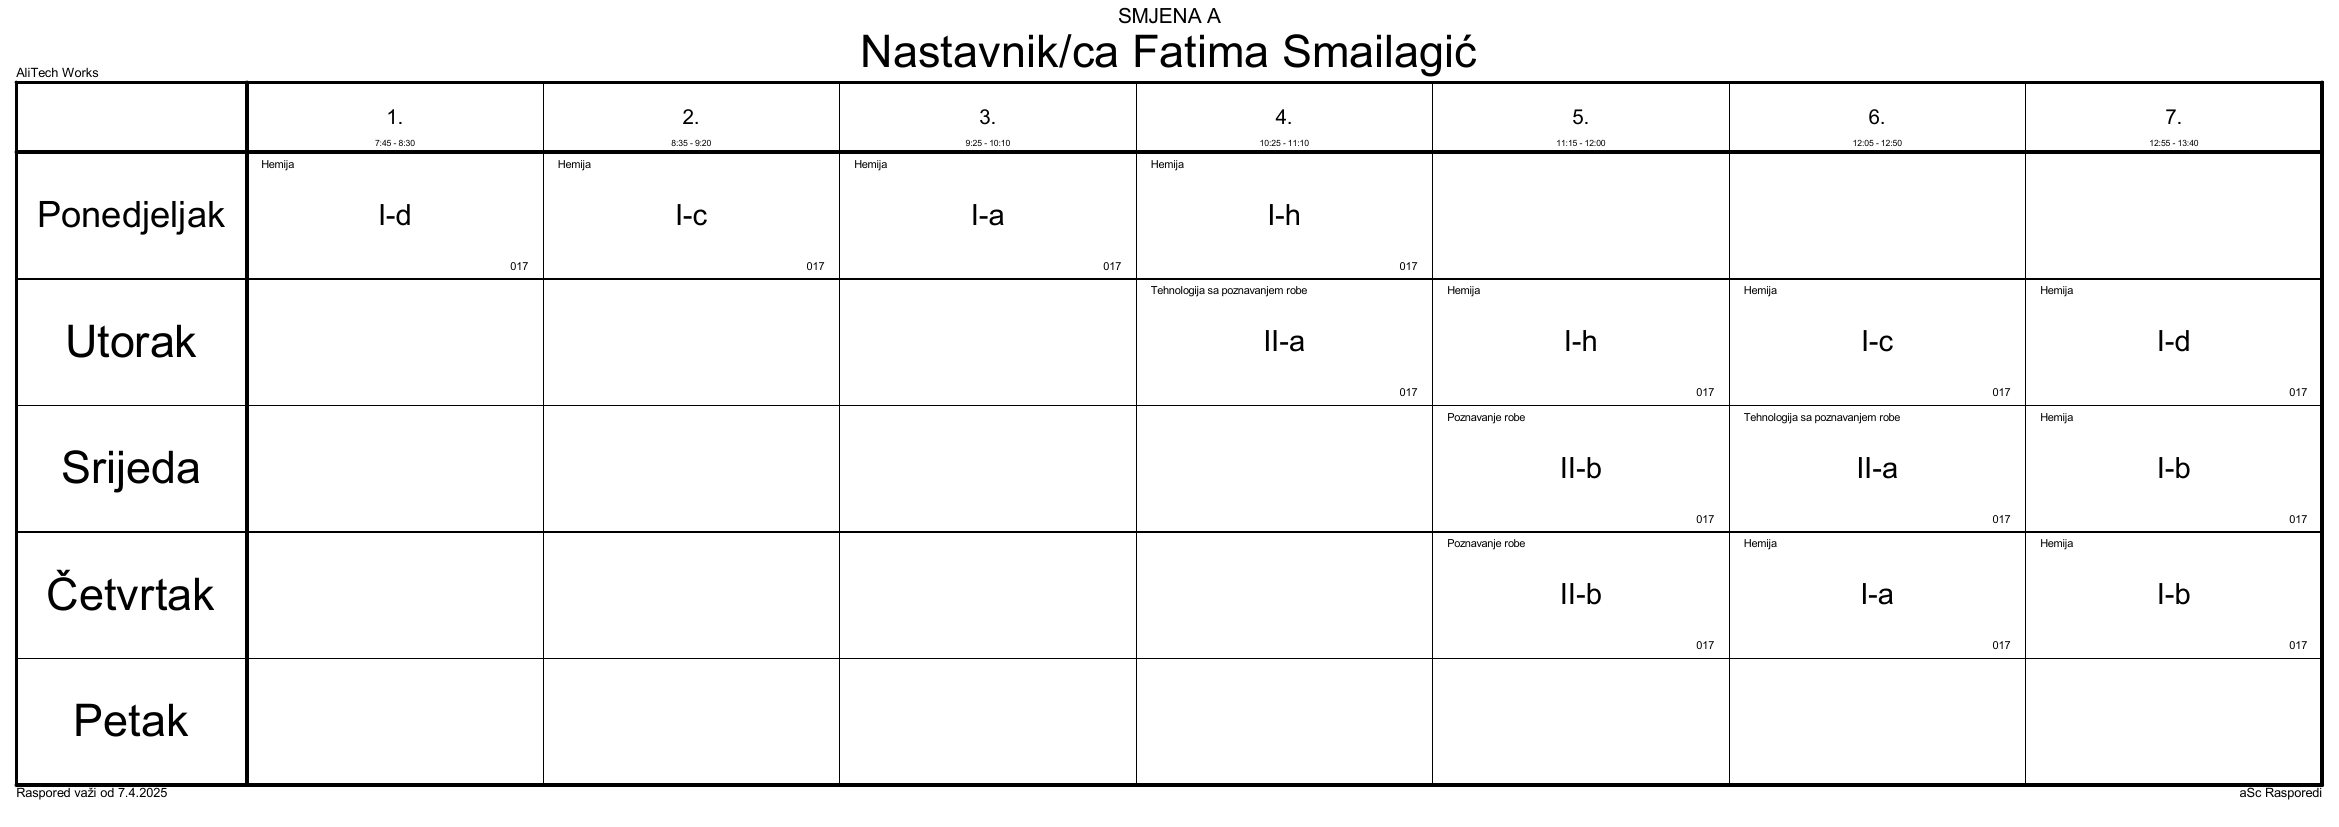 SMJENA A
Nastavnik/ca Fatima Smailagić
AliTech Works
1. 2. 3. 4. 5. 6. 7.
7:45 - 8:30 8:35 - 9:20 9:25 - 10:10 10:25 - 11:10 11:15 - 12:00 12:05 - 12:50 12:55 - 13:40
Hemija Hemija Hemija Hemija
Ponedjeljak I-d I-c I-a I-h
017 017 017 017
Tehnologija sa poznavanjem robe Hemija Hemija Hemija
Utorak II-a I-h I-c I-d
017 017 017 017
Poznavanje robe Tehnologija sa poznavanjem robe Hemija
Srijeda II-b II-a I-b
017 017 017
Poznavanje robe Hemija Hemija
Četvrtak II-b I-a I-b
017 017 017
Petak
Raspored važi od 7.4.2025 aSc Rasporedi